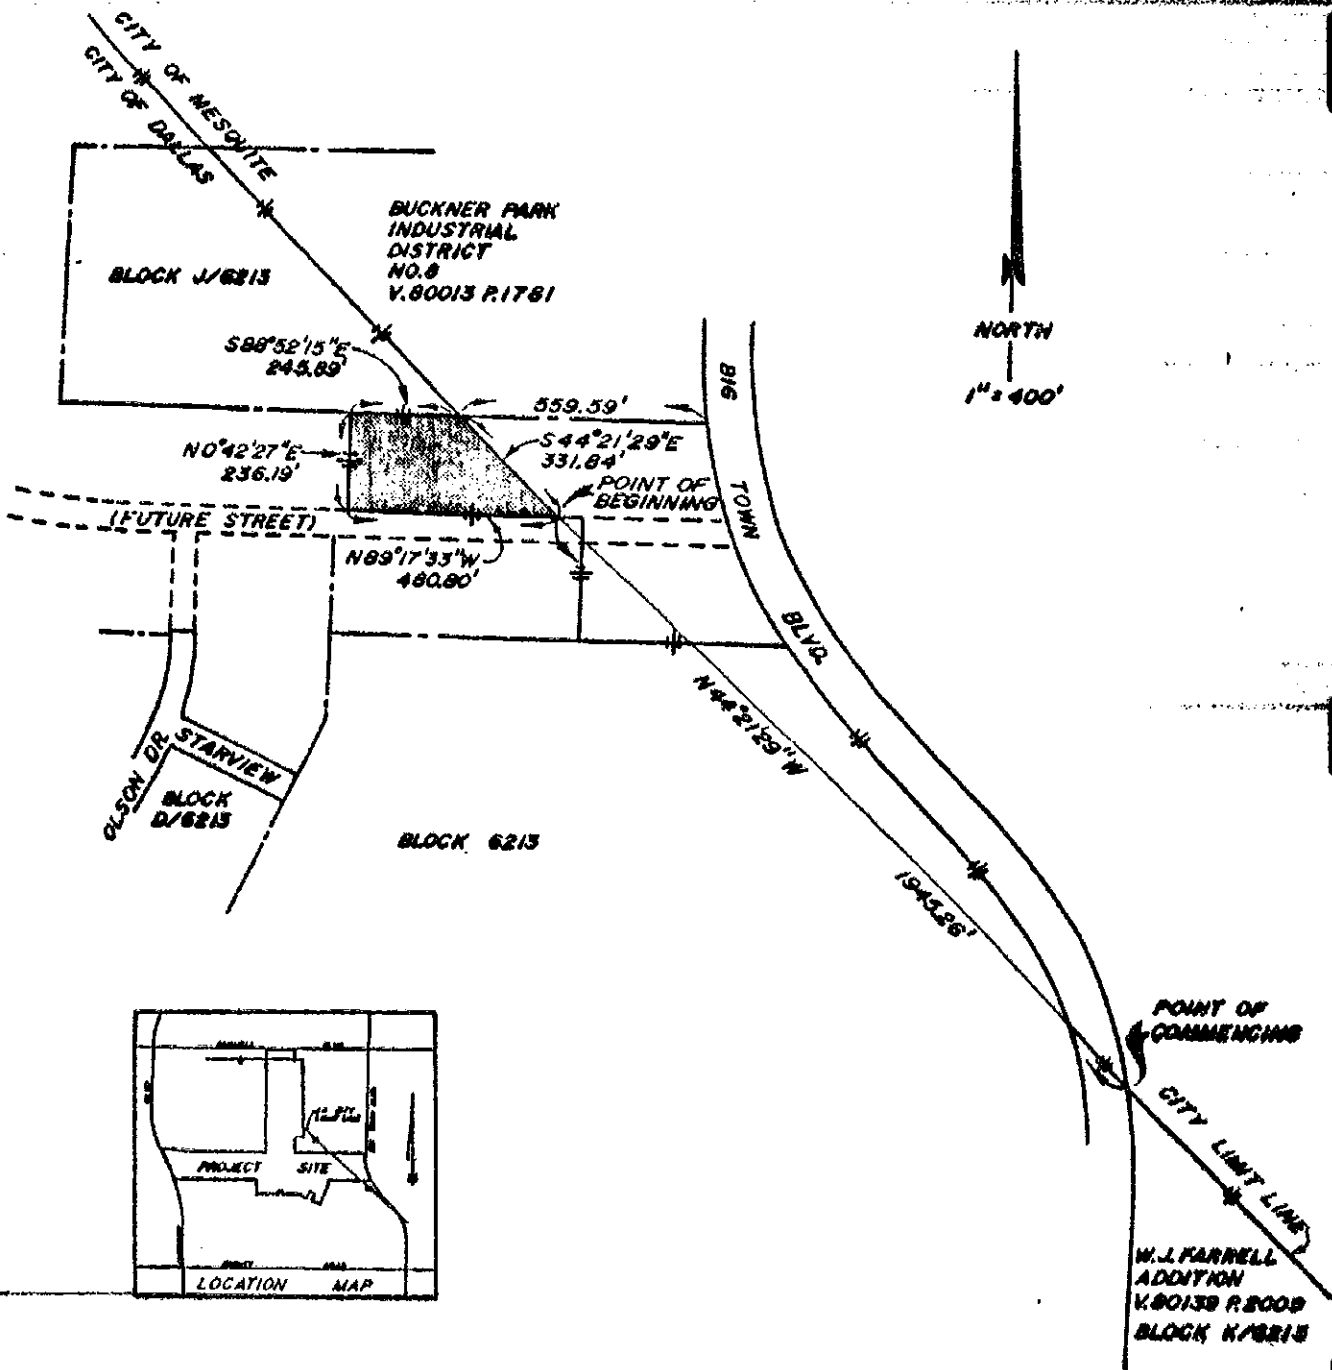 CITY OF MESQUITE
CITY OF DALLAS
BUCKNER PARK
INDUSTRIAL
DISTRICT
NO.8
V.80013 P.1781
BLOCK J/6213
NORTH
1"=400'
S88°52'15"E
245.89'
559.59'
BIG
TOWN
BLVD.
N0°42'27"E
236.19'
S44°21'29"E
331.84'
POINT OF
BEGINNING
(FUTURE STREET)
N89°17'33"W
480.80'
N44°21'29"W
1945.26'
OLSON DR.
STARVIEW
BLOCK
D/6213
BLOCK 6213
POINT OF
COMMENCING
CITY LIMIT LINE
PROJECT SITE
LOCATION MAP
W.J. FARRELL
ADDITION
V.80139 P.2009
BLOCK K/6213